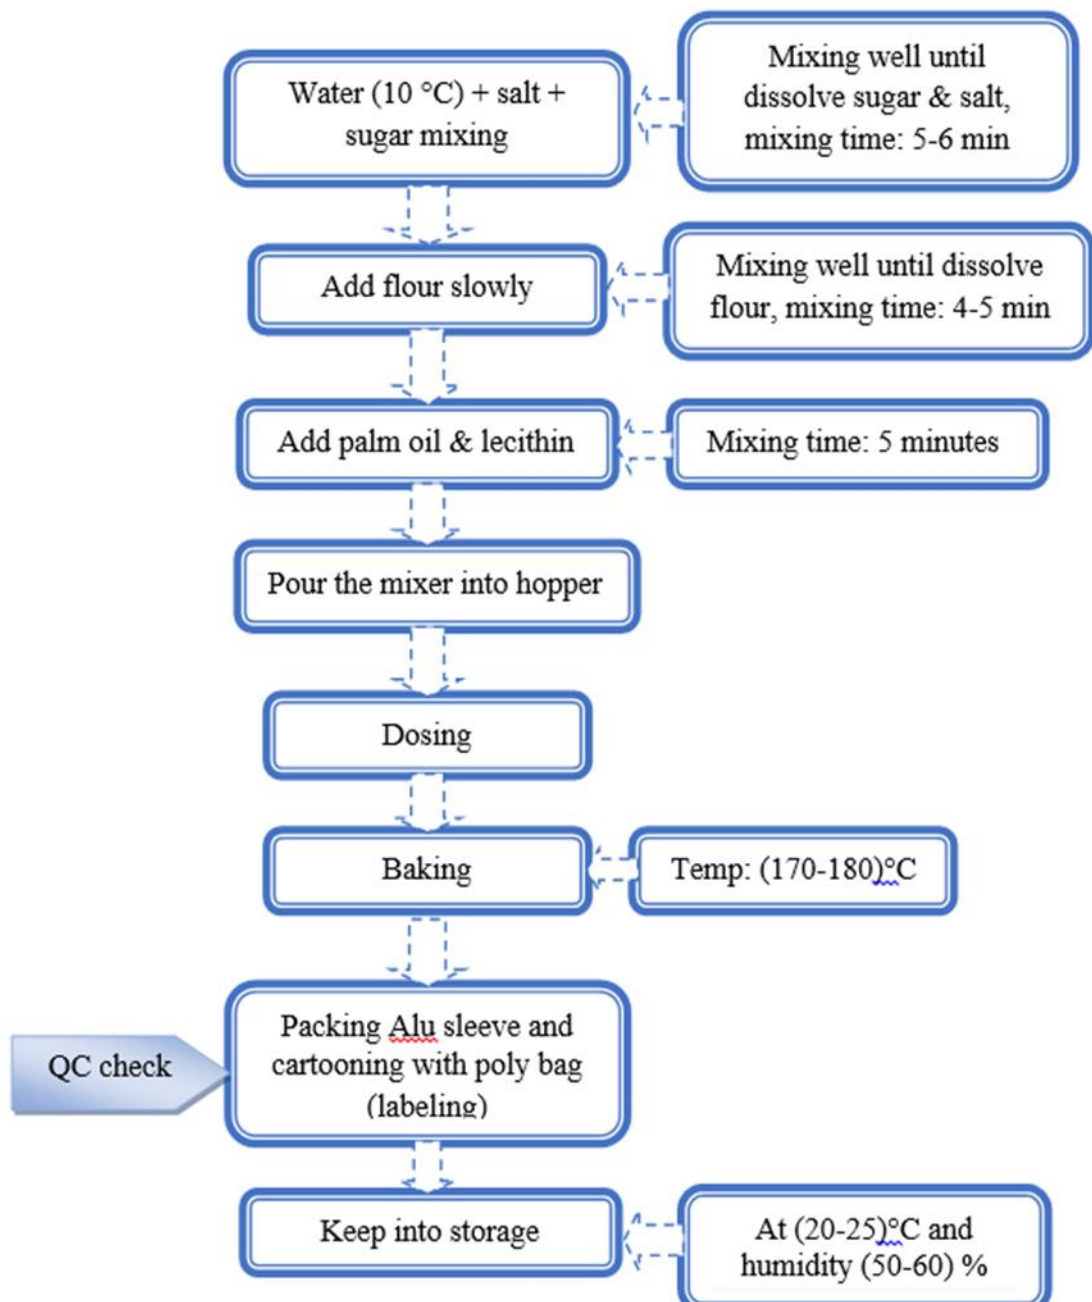 Water (10 °C) + salt +
sugar mixing
Mixing well until
dissolve sugar & salt,
mixing time: 5-6 min
Add flour slowly
Mixing well until dissolve
flour, mixing time: 4-5 min
Add palm oil & lecithin
Mixing time: 5 minutes
Pour the mixer into hopper
Dosing
Baking
Temp: (170-180)°C
QC check
Packing Alu sleeve and
cartooning with poly bag
(labeling)
Keep into storage
At (20-25)°C and
humidity (50-60) %